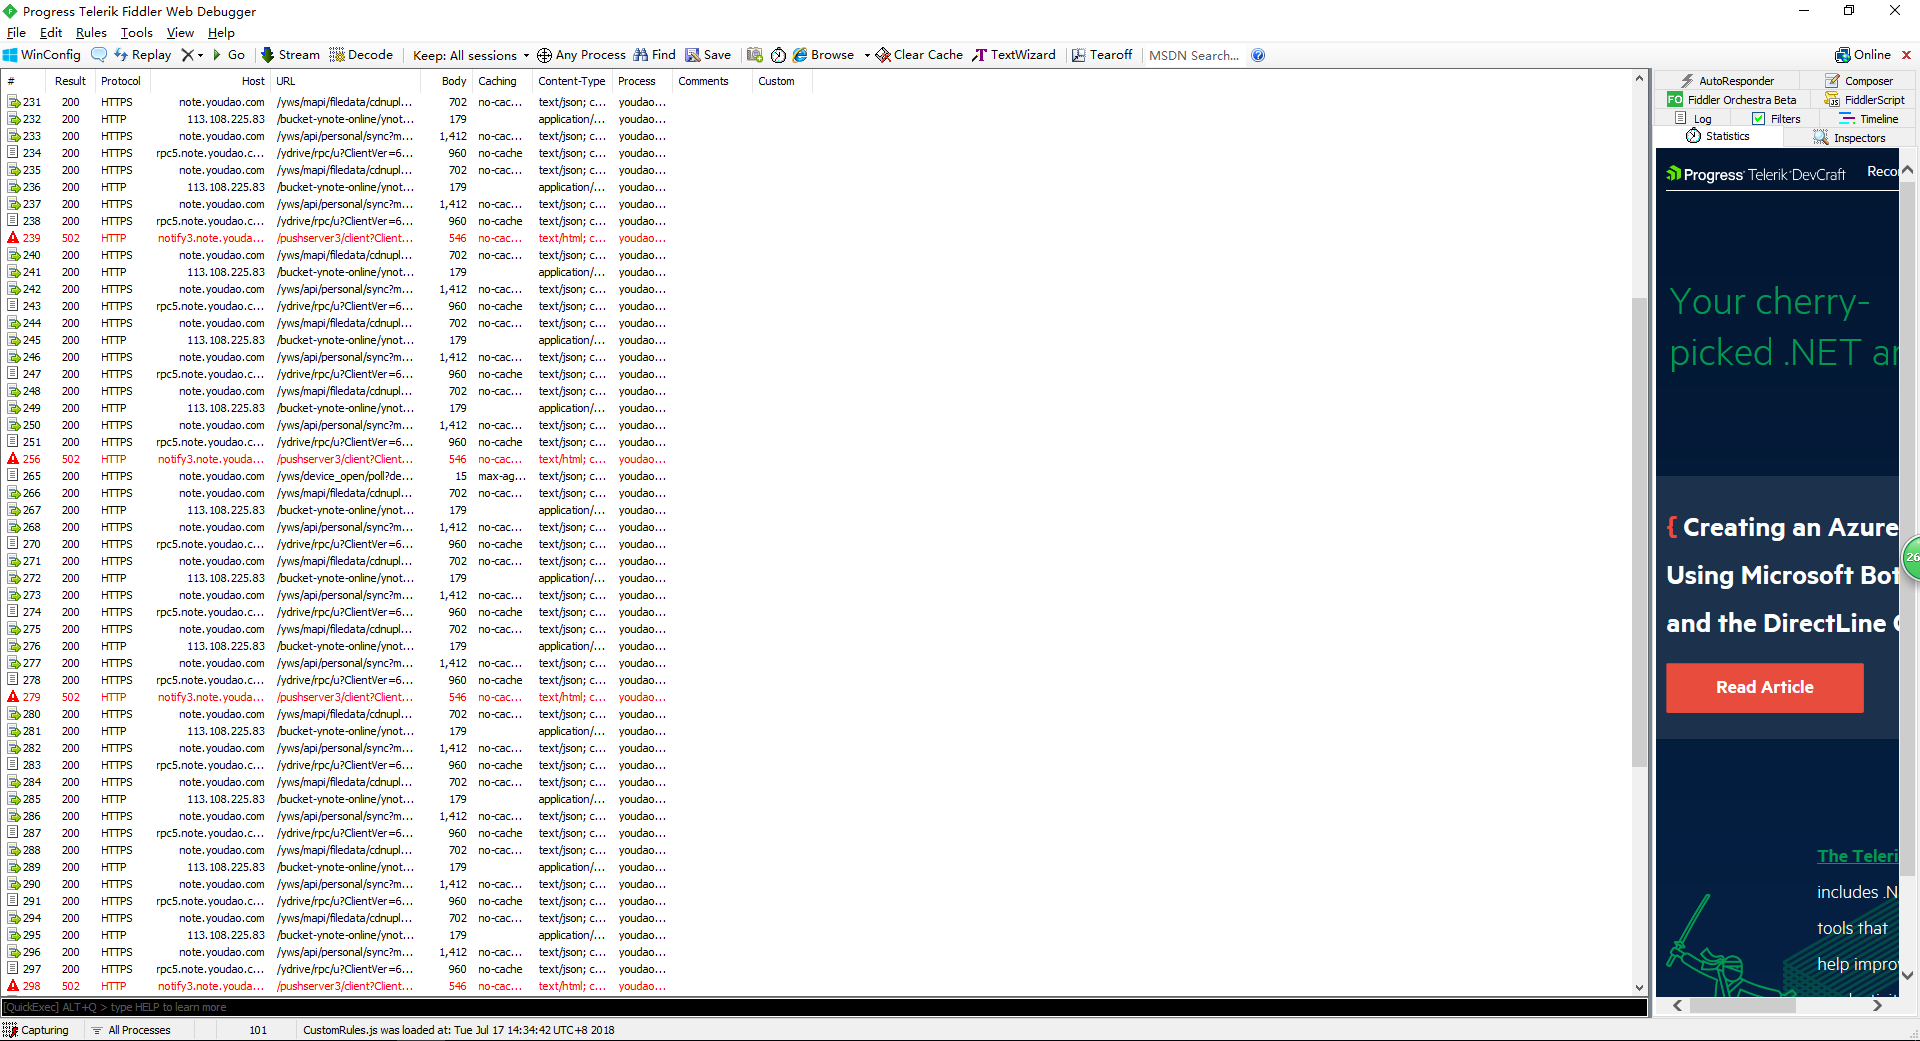 Progress Telerik Fiddler Web Debugger
File Edit Rules Tools View Help
WinConfig Replay Go Stream Decode Keep: All sessions Any Process Find Save Browse Clear Cache TextWizard Tearoff MSDN Search... Online
# Result Protocol Host URL Body Caching Content-Type Process Comments Custom
231 200 HTTPS note.youdao.com /yws/mapi/filedata/cdnupl... 702 no-cac... text/json; c... youdao...
232 200 HTTP 113.108.225.83 /bucket-ynote-online/ynot... 179 application/... youdao...
233 200 HTTPS note.youdao.com /yws/api/personal/sync?m... 1,412 no-cac... text/json; c... youdao...
234 200 HTTPS rpc5.note.youdao.c... /ydrive/rpc/u?ClientVer=6... 960 no-cache text/json; c... youdao...
235 200 HTTPS note.youdao.com /yws/mapi/filedata/cdnupl... 702 no-cac... text/json; c... youdao...
236 200 HTTP 113.108.225.83 /bucket-ynote-online/ynot... 179 application/... youdao...
237 200 HTTPS note.youdao.com /yws/api/personal/sync?m... 1,412 no-cac... text/json; c... youdao...
238 200 HTTPS rpc5.note.youdao.c... /ydrive/rpc/u?ClientVer=6... 960 no-cache text/json; c... youdao...
239 502 HTTP notify3.note.youda... /pushserver3/client?Client... 546 no-cac... text/html; c... youdao...
240 200 HTTPS note.youdao.com /yws/mapi/filedata/cdnupl... 702 no-cac... text/json; c... youdao...
241 200 HTTP 113.108.225.83 /bucket-ynote-online/ynot... 179 application/... youdao...
242 200 HTTPS note.youdao.com /yws/api/personal/sync?m... 1,412 no-cac... text/json; c... youdao...
243 200 HTTPS rpc5.note.youdao.c... /ydrive/rpc/u?ClientVer=6... 960 no-cache text/json; c... youdao...
244 200 HTTPS note.youdao.com /yws/mapi/filedata/cdnupl... 702 no-cac... text/json; c... youdao...
245 200 HTTP 113.108.225.83 /bucket-ynote-online/ynot... 179 application/... youdao...
246 200 HTTPS note.youdao.com /yws/api/personal/sync?m... 1,412 no-cac... text/json; c... youdao...
247 200 HTTPS rpc5.note.youdao.c... /ydrive/rpc/u?ClientVer=6... 960 no-cache text/json; c... youdao...
248 200 HTTPS note.youdao.com /yws/mapi/filedata/cdnupl... 702 no-cac... text/json; c... youdao...
249 200 HTTP 113.108.225.83 /bucket-ynote-online/ynot... 179 application/... youdao...
250 200 HTTPS note.youdao.com /yws/api/personal/sync?m... 1,412 no-cac... text/json; c... youdao...
251 200 HTTPS rpc5.note.youdao.c... /ydrive/rpc/u?ClientVer=6... 960 no-cache text/json; c... youdao...
256 502 HTTP notify3.note.youda... /pushserver3/client?Client... 546 no-cac... text/html; c... youdao...
265 200 HTTPS note.youdao.com /yws/device_open/poll?de... 15 max-ag... text/json; c... youdao...
266 200 HTTPS note.youdao.com /yws/mapi/filedata/cdnupl... 702 no-cac... text/json; c... youdao...
267 200 HTTP 113.108.225.83 /bucket-ynote-online/ynot... 179 application/... youdao...
268 200 HTTPS note.youdao.com /yws/api/personal/sync?m... 1,412 no-cac... text/json; c... youdao...
270 200 HTTPS rpc5.note.youdao.c... /ydrive/rpc/u?ClientVer=6... 960 no-cache text/json; c... youdao...
271 200 HTTPS note.youdao.com /yws/mapi/filedata/cdnupl... 702 no-cac... text/json; c... youdao...
272 200 HTTP 113.108.225.83 /bucket-ynote-online/ynot... 179 application/... youdao...
273 200 HTTPS note.youdao.com /yws/api/personal/sync?m... 1,412 no-cac... text/json; c... youdao...
274 200 HTTPS rpc5.note.youdao.c... /ydrive/rpc/u?ClientVer=6... 960 no-cache text/json; c... youdao...
275 200 HTTPS note.youdao.com /yws/mapi/filedata/cdnupl... 702 no-cac... text/json; c... youdao...
276 200 HTTP 113.108.225.83 /bucket-ynote-online/ynot... 179 application/... youdao...
277 200 HTTPS note.youdao.com /yws/api/personal/sync?m... 1,412 no-cac... text/json; c... youdao...
278 200 HTTPS rpc5.note.youdao.c... /ydrive/rpc/u?ClientVer=6... 960 no-cache text/json; c... youdao...
279 502 HTTP notify3.note.youda... /pushserver3/client?Client... 546 no-cac... text/html; c... youdao...
280 200 HTTPS note.youdao.com /yws/mapi/filedata/cdnupl... 702 no-cac... text/json; c... youdao...
281 200 HTTP 113.108.225.83 /bucket-ynote-online/ynot... 179 application/... youdao...
282 200 HTTPS note.youdao.com /yws/api/personal/sync?m... 1,412 no-cac... text/json; c... youdao...
283 200 HTTPS rpc5.note.youdao.c... /ydrive/rpc/u?ClientVer=6... 960 no-cache text/json; c... youdao...
284 200 HTTPS note.youdao.com /yws/mapi/filedata/cdnupl... 702 no-cac... text/json; c... youdao...
285 200 HTTP 113.108.225.83 /bucket-ynote-online/ynot... 179 application/... youdao...
286 200 HTTPS note.youdao.com /yws/api/personal/sync?m... 1,412 no-cac... text/json; c... youdao...
287 200 HTTPS rpc5.note.youdao.c... /ydrive/rpc/u?ClientVer=6... 960 no-cache text/json; c... youdao...
288 200 HTTPS note.youdao.com /yws/mapi/filedata/cdnupl... 702 no-cac... text/json; c... youdao...
289 200 HTTP 113.108.225.83 /bucket-ynote-online/ynot... 179 application/... youdao...
290 200 HTTPS note.youdao.com /yws/api/personal/sync?m... 1,412 no-cac... text/json; c... youdao...
291 200 HTTPS rpc5.note.youdao.c... /ydrive/rpc/u?ClientVer=6... 960 no-cache text/json; c... youdao...
294 200 HTTPS note.youdao.com /yws/mapi/filedata/cdnupl... 702 no-cac... text/json; c... youdao...
295 200 HTTP 113.108.225.83 /bucket-ynote-online/ynot... 179 application/... youdao...
296 200 HTTPS note.youdao.com /yws/api/personal/sync?m... 1,412 no-cac... text/json; c... youdao...
297 200 HTTPS rpc5.note.youdao.c... /ydrive/rpc/u?ClientVer=6... 960 no-cache text/json; c... youdao...
298 502 HTTP notify3.note.youda... /pushserver3/client?Client... 546 no-cac... text/html; c... youdao...
[QuickExec] ALT+Q > type HELP to learn more
Capturing All Processes 101 CustomRules.js was loaded at: Tue Jul 17 14:34:42 UTC+8 2018
AutoResponder Composer
FO Fiddler Orchestra Beta FiddlerScript
Log Filters Timeline
Statistics Inspectors
Progress Telerik DevCraft Recor
Your cherry-
picked .NET an
{ Creating an Azure
Using Microsoft Bot
and the DirectLine C
26
Read Article
The Teleri
includes .N
tools that
help impro